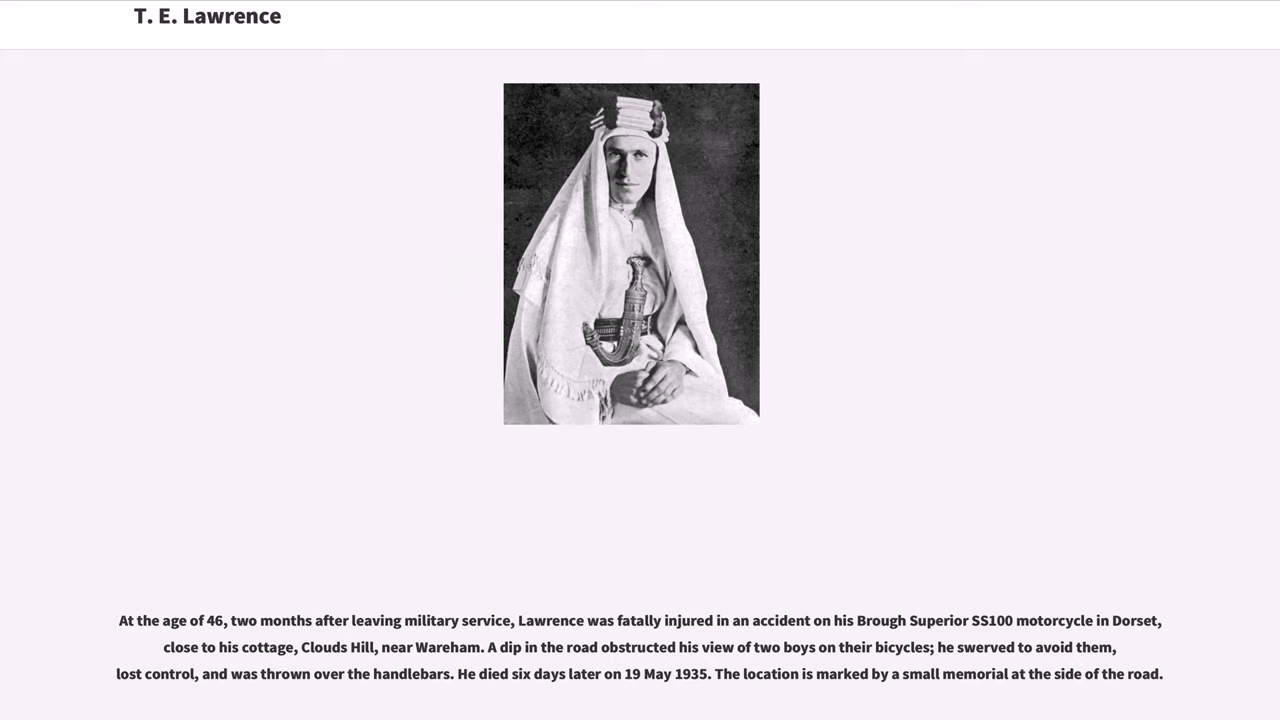 T. E. Lawrence
At the age of 46, two months after leaving military service, Lawrence was fatally injured in an accident on his Brough Superior SS100 motorcycle in Dorset,
close to his cottage, Clouds Hill, near Wareham. A dip in the road obstructed his view of two boys on their bicycles; he swerved to avoid them,
lost control, and was thrown over the handlebars. He died six days later on 19 May 1935. The location is marked by a small memorial at the side of the road.